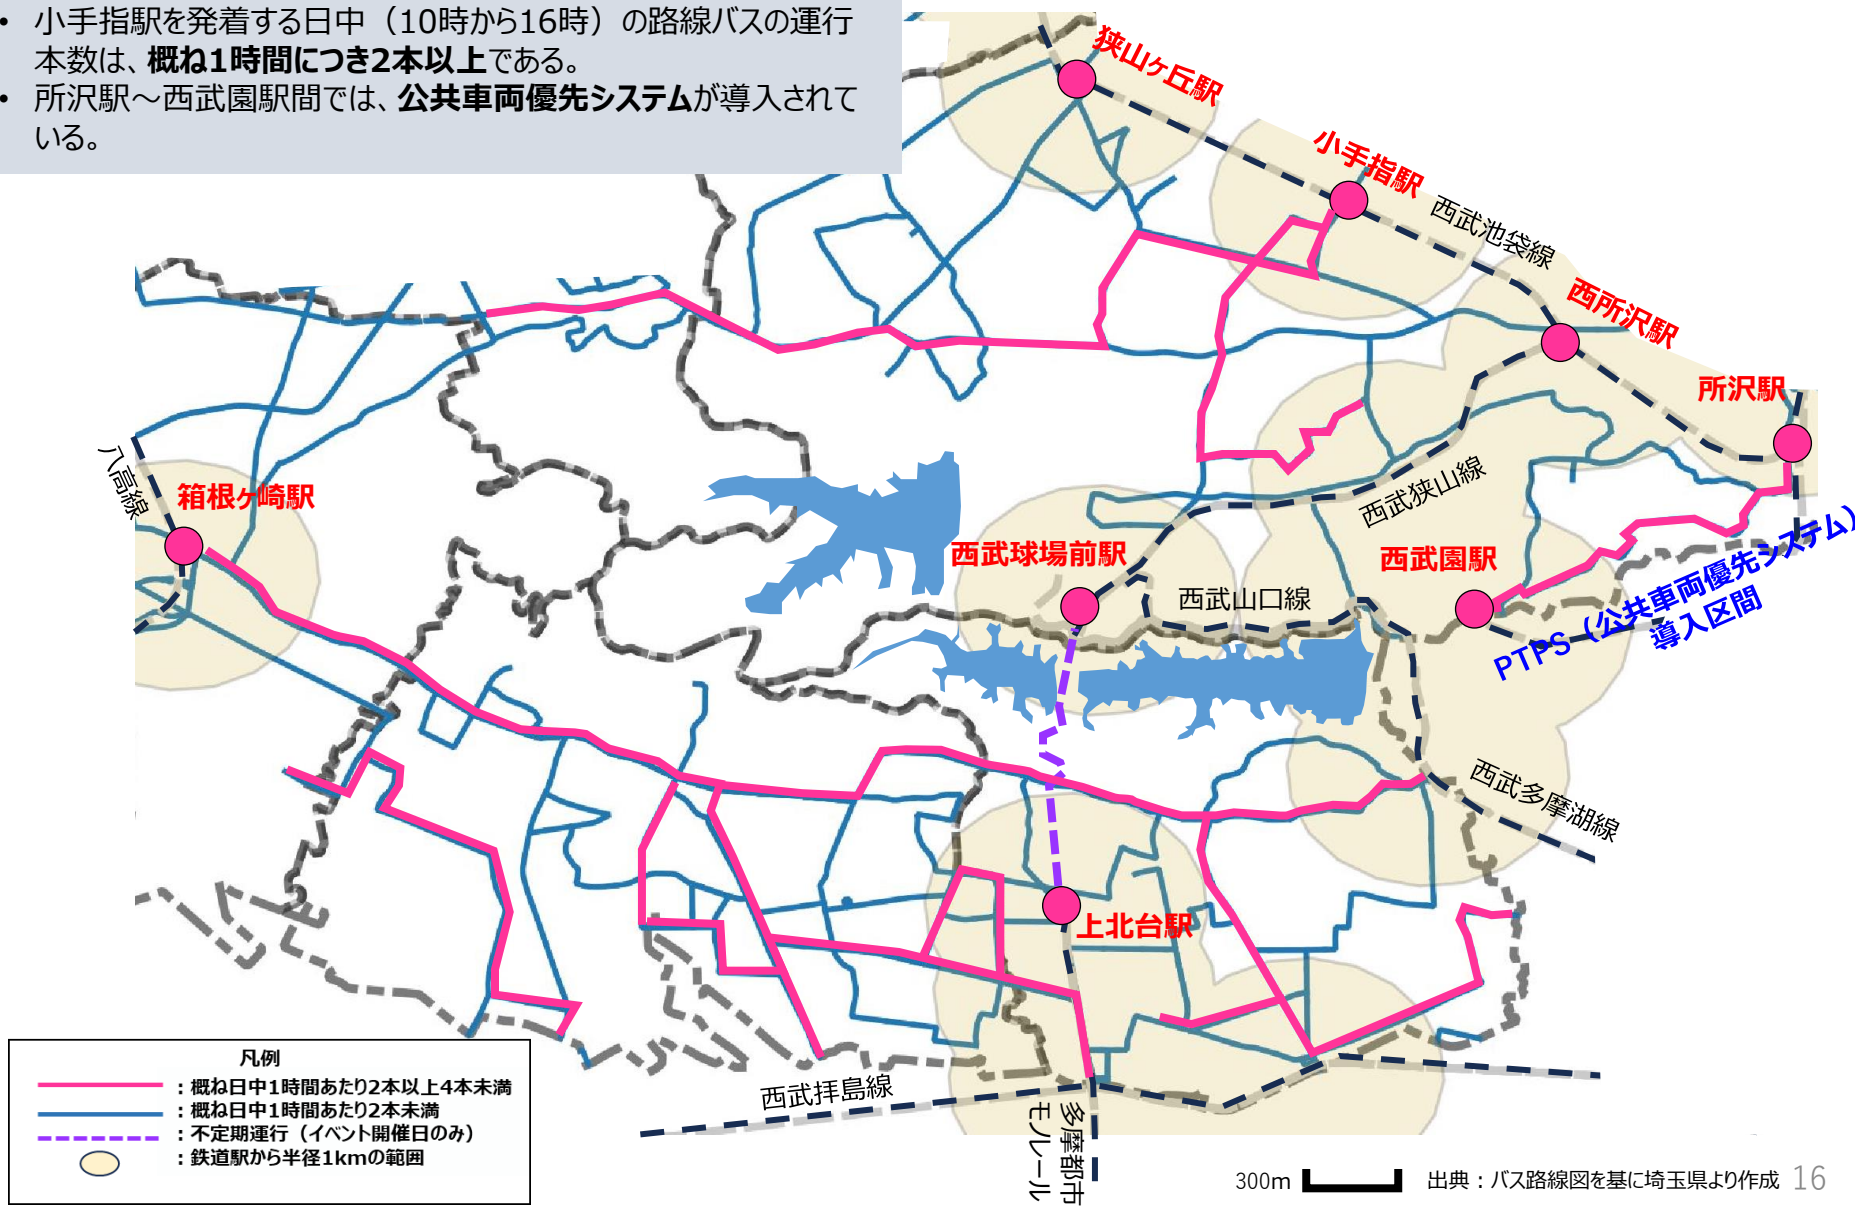 • 小手指駅を発着する日中（10時から16時）の路線バスの運行
本数は、概ね1時間につき2本以上である。
• 所沢駅～西武園駅間では、公共車両優先システムが導入されて
いる。
狭山ヶ丘駅
小手指駅
西武池袋線
西所沢駅
所沢駅
八高線
箱根ヶ崎駅
西武狭山線
西武球場前駅
西武園駅
西武山口線
PTPS（公共車両優先システム）
導入区間
西武多摩湖線
上北台駅
西武拝島線
多摩都市
モノレール
凡例
：概ね日中1時間あたり2本以上4本未満
：概ね日中1時間あたり2本未満
：不定期運行（イベント開催日のみ）
：鉄道駅から半径1kmの範囲
300m
出典：バス路線図を基に埼玉県より作成
16